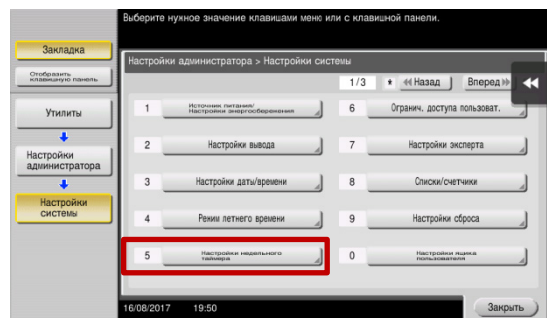 Выберите нужное значение клавишами меню или с клавишной панели.
Закладка
Отобразить
клавишную панель
Утилиты
Настройки
администратора
Настройки
системы
Настройки администратора > Настройки системы
1/3 Назад Вперед
1 Источник питания/
Настройки энергосбережения
6 Огранич. доступа пользоват.
2 Настройки вывода
7 Настройки эксперта
3 Настройки даты/времени
8 Списки/счетчики
4 Режим летнего времени
9 Настройки сброса
5 Настройки недельного
таймера
0 Настройки ящика
пользователя
16/08/2017 19:50
Закрыть